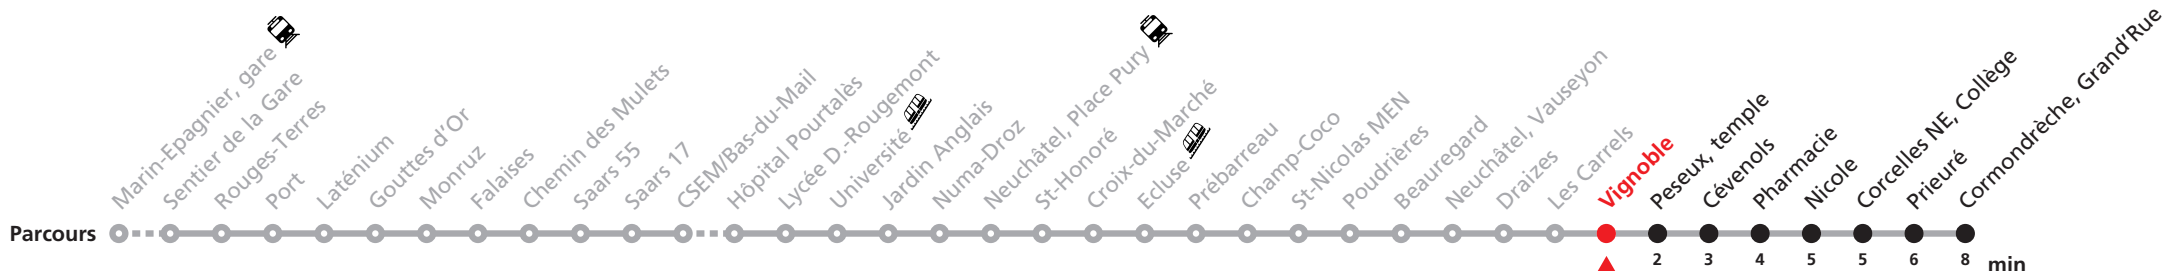 Marin-Epagnier, gare
Sentier de la Gare
Rouges-Terres
Port
Laténium
Gouttes d'Or
Monruz
Falaises
Chemin des Mulets
Saars 55
Saars 17
CSEM/Bas-du-Mail
Hôpital Pourtalès
Lycée D.-Rougemont
Université
Jardin Anglais
Numa-Droz
Neuchâtel, Place Pury
St-Honoré
Croix-du-Marché
Ecluse
Prébarreau
Champ-Coco
St-Nicolas MEN
Poudrières
Beauregard
Neuchâtel, Vauseyon
Draizes
Les Carrels
Vignoble
Peseux, temple
Cévenols
Pharmacie
Nicole
Corcelles NE, Collège
Prieuré
Cormondrèche, Grand'Rue
Parcours
2 3 4 5 5 6 8 min